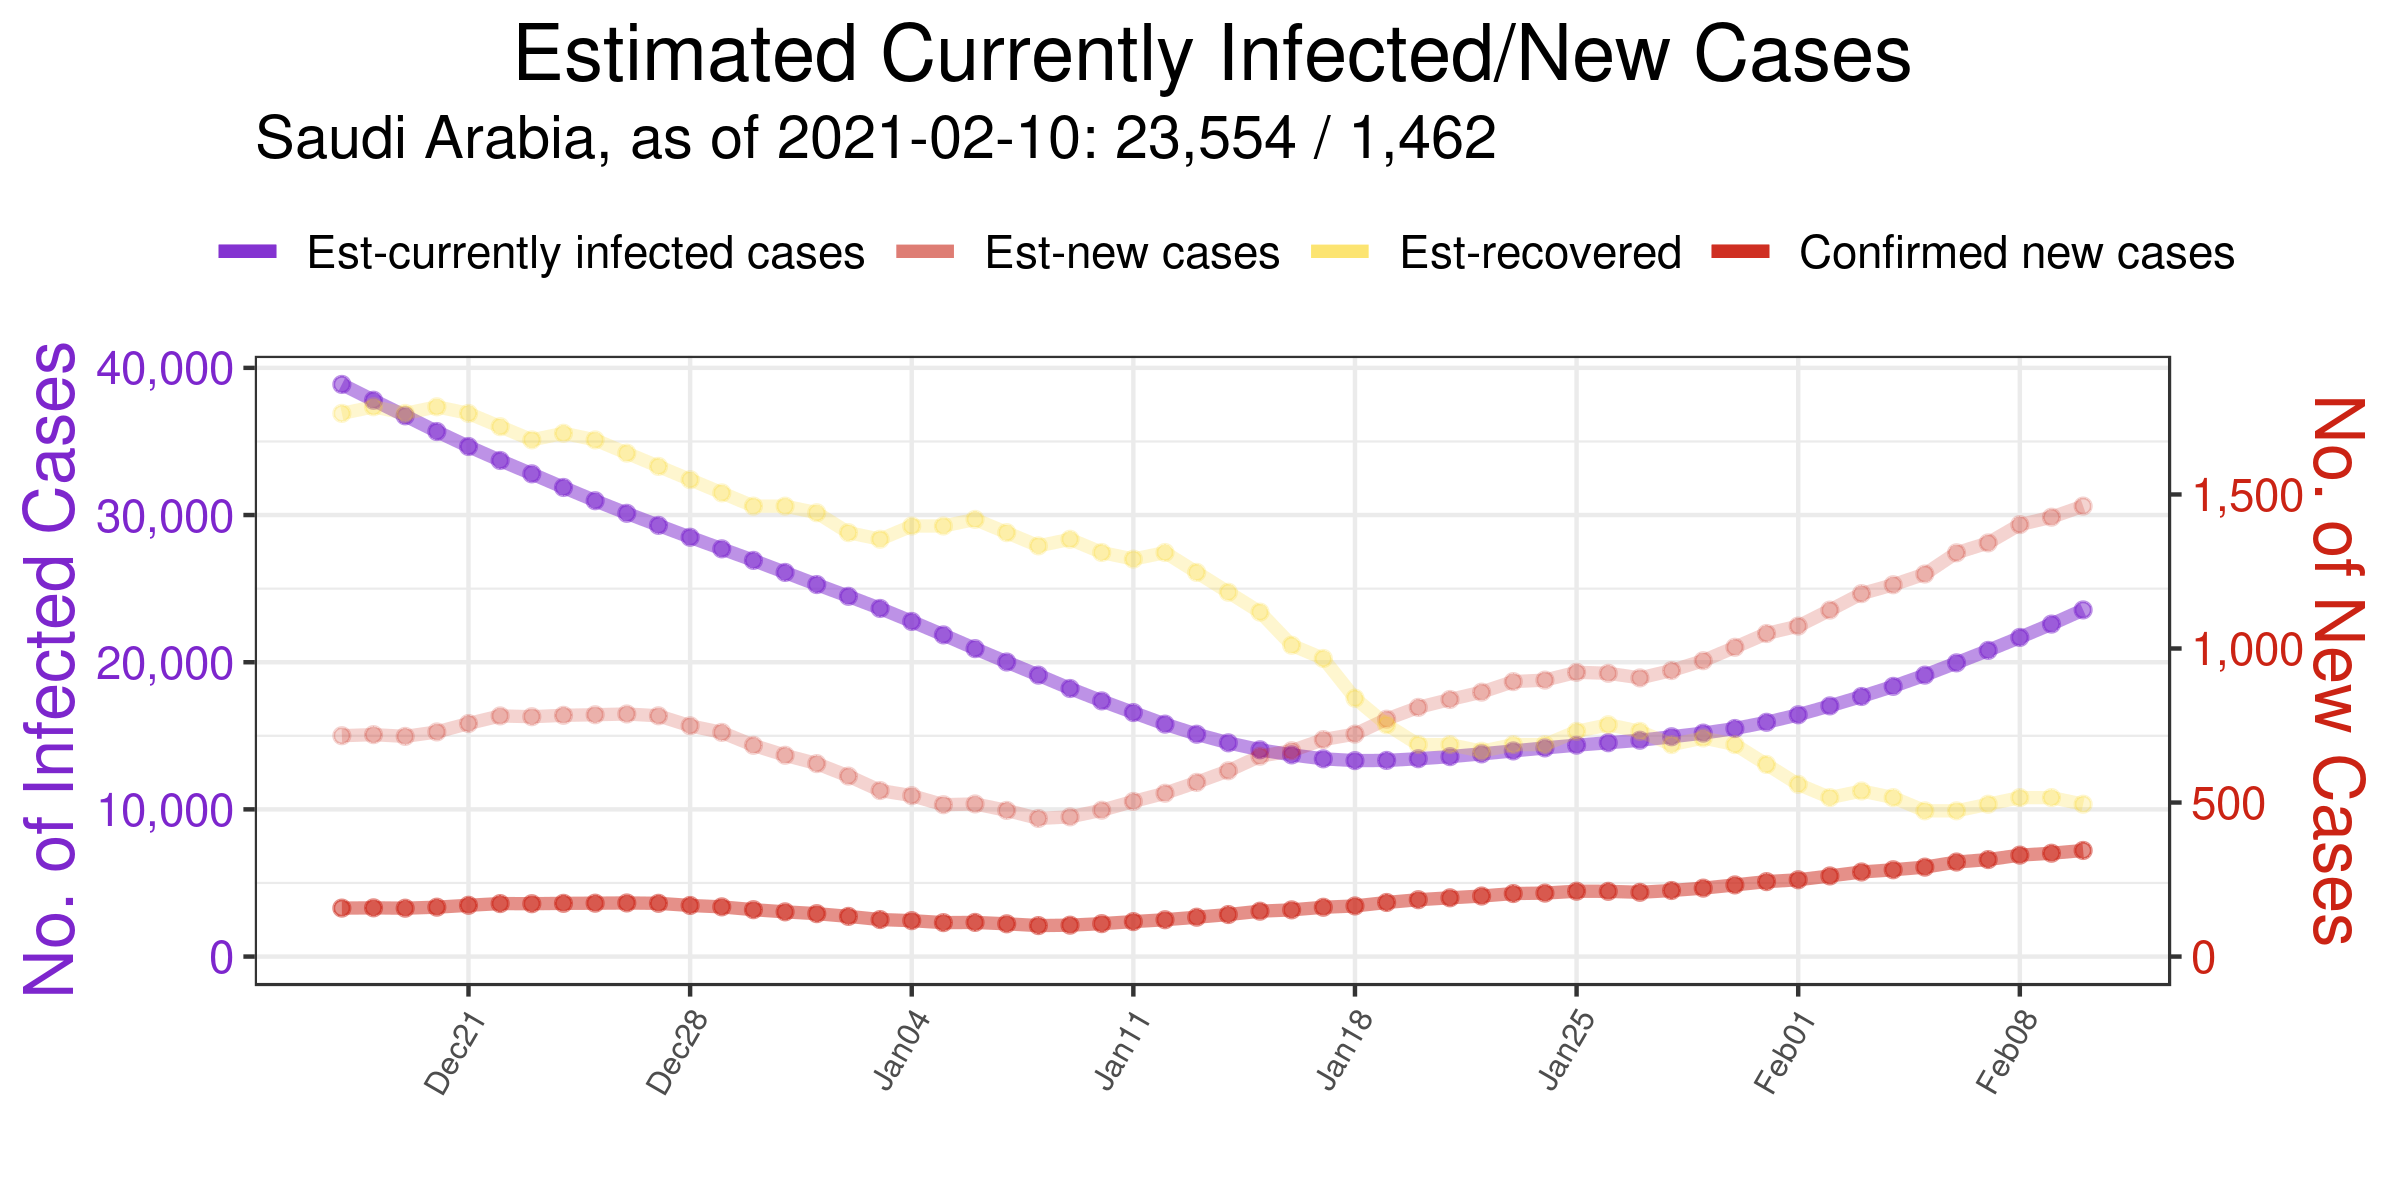 Estimated Currently Infected/New Cases
Saudi Arabia, as of 2021-02-10: 23,554 / 1,462
Est-currently infected cases Est-new cases Est-recovered Confirmed new cases
No. of Infected Cases
40,000
30,000
20,000
10,000
0
1,500
1,000
500
0
No. of New Cases
Dec21 Dec28 Jan04 Jan11 Jan18 Jan25 Feb01 Feb08